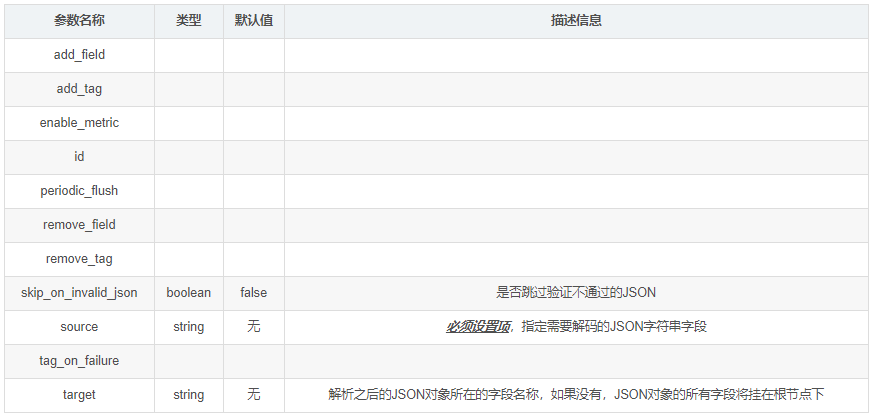 参数名称 类型 默认值 描述信息
add_field
add_tag
enable_metric
id
periodic_flush
remove_field
remove_tag
skip_on_invalid_json boolean false 是否跳过验证不通过的JSON
source string 无 必须设置项，指定需要解码的JSON字符串字段
tag_on_failure
target string 无 解析之后的JSON对象所在的字段名称，如果没有，JSON对象的所有字段将挂在根节点下